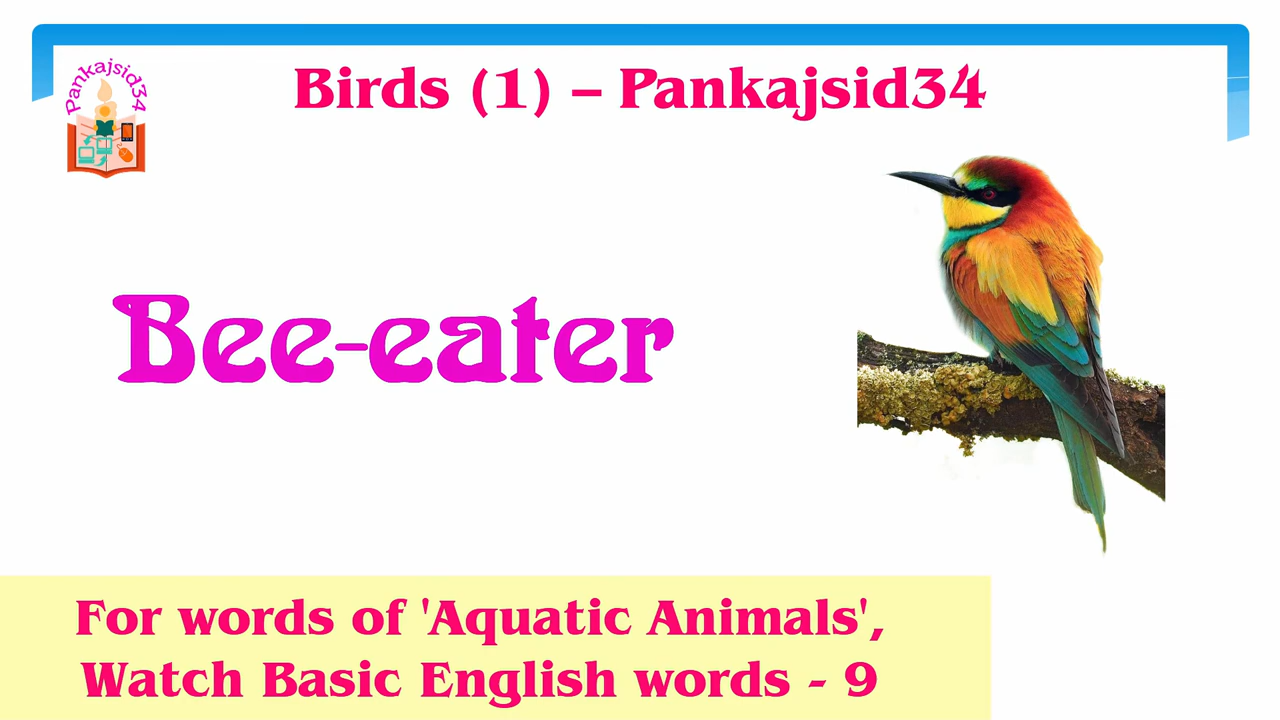 Pankajsid34
Birds (1) – Pankajsid34
Bee-eater
For words of 'Aquatic Animals',
Watch Basic English words - 9